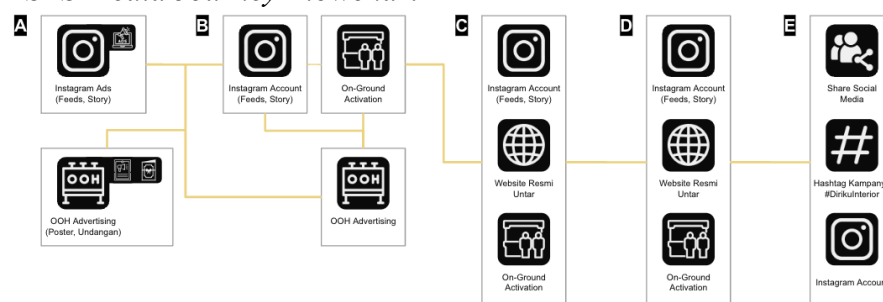 A
B
C
D
E
Instagram Ads
(Feeds, Story)
Instagram Account
(Feeds, Story)
On-Ground
Activation
OOH
OOH Advertising
(Poster, Undangan)
OOH
OOH Advertising
Instagram Account
(Feeds, Story)
Website Resmi
Untar
On-Ground
Activation
Instagram Account
(Feeds, Story)
Website Resmi
Untar
On-Ground
Activation
Share Social
Media
#
Hashtag Kampany
#DirikuInterior
Instagram Accoun